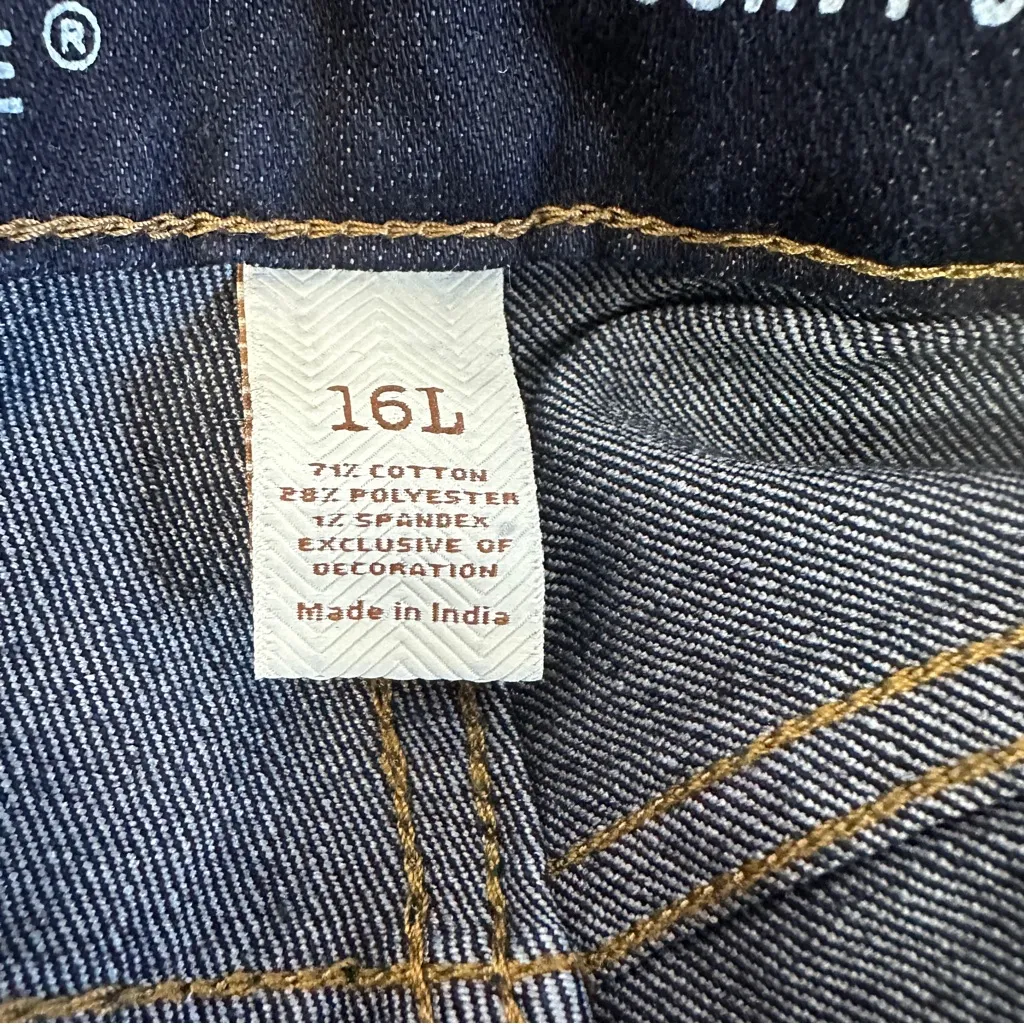 ®
16L
71% COTTON
28% POLYESTER
1% SPANDEX
EXCLUSIVE OF
DECORATION
Made in India